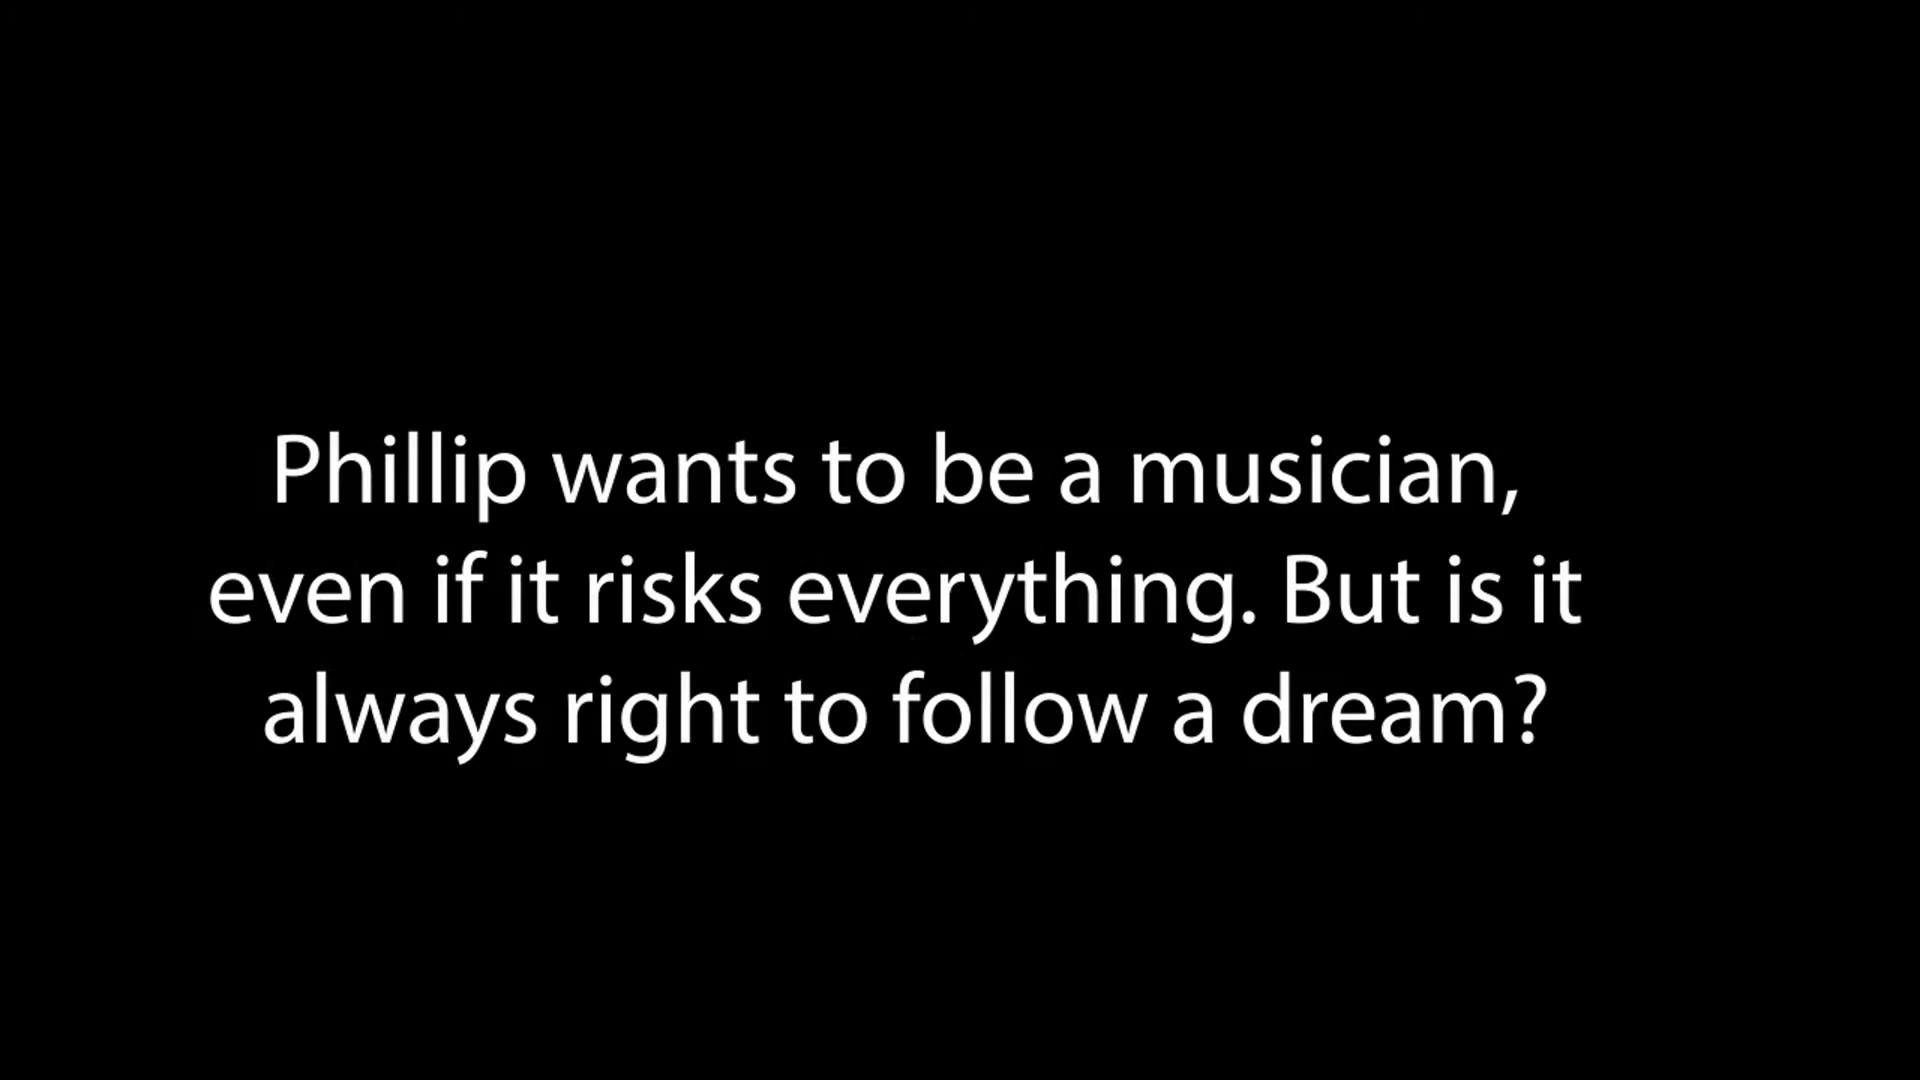 Phillip wants to be a musician,
even if it risks everything. But is it
always right to follow a dream?